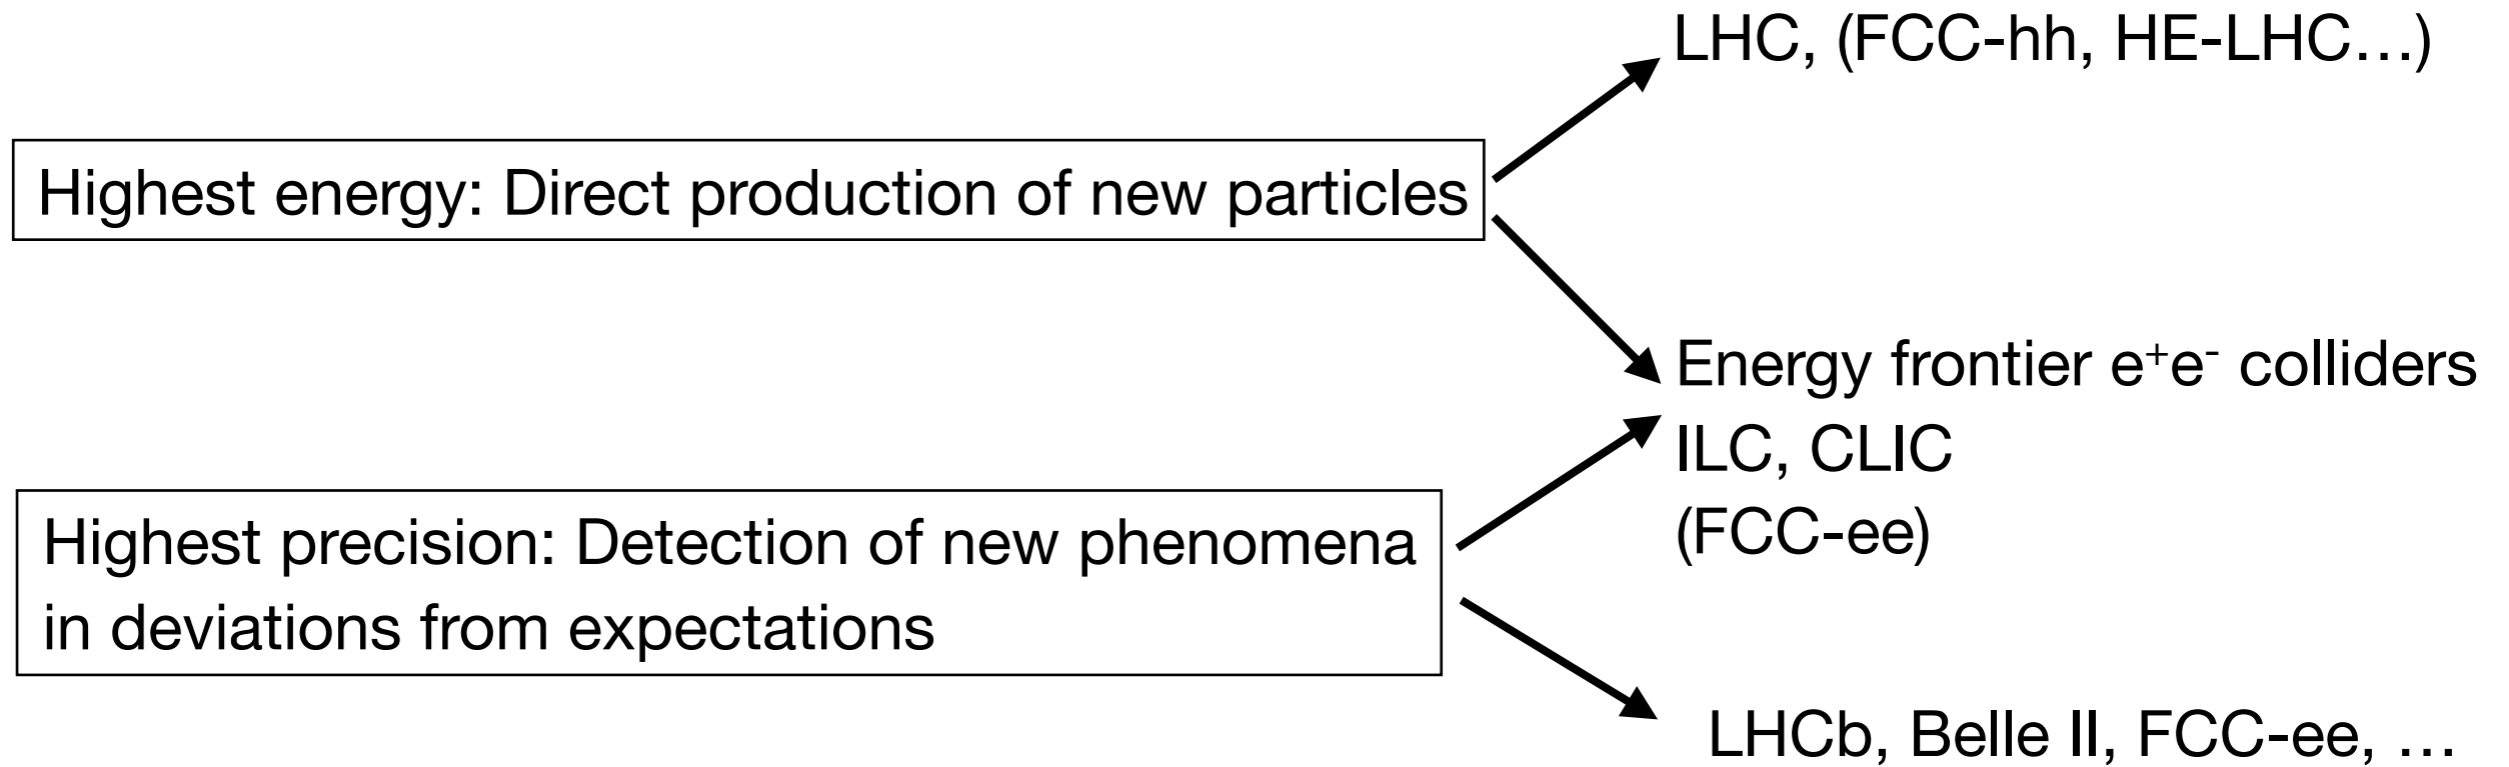 LHC, (FCC-hh, HE-LHC…)
Highest energy: Direct production of new particles
Energy frontier e⁺e⁻ colliders
ILC, CLIC
(FCC-ee)
Highest precision: Detection of new phenomena
in deviations from expectations
LHCb, Belle II, FCC-ee, …